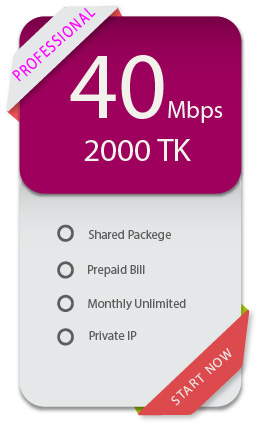 PROFESSIONAL
40 Mbps
2000 TK
Shared Packege
Prepaid Bill
Monthly Unlimited
Private IP
START NOW